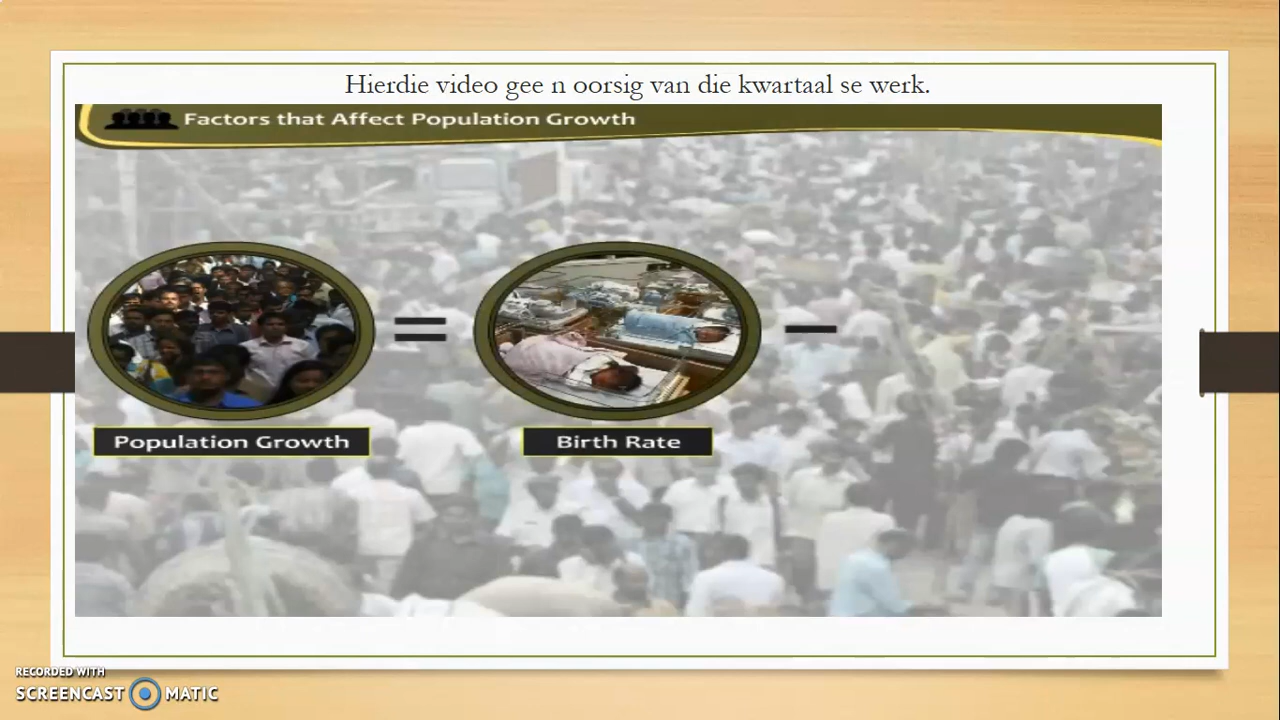 Hierdie video gee n oorsig van die kwartaal se werk.
Factors that Affect Population Growth
=
–
Population Growth
Birth Rate
RECORDED WITH
SCREENCAST MATIC